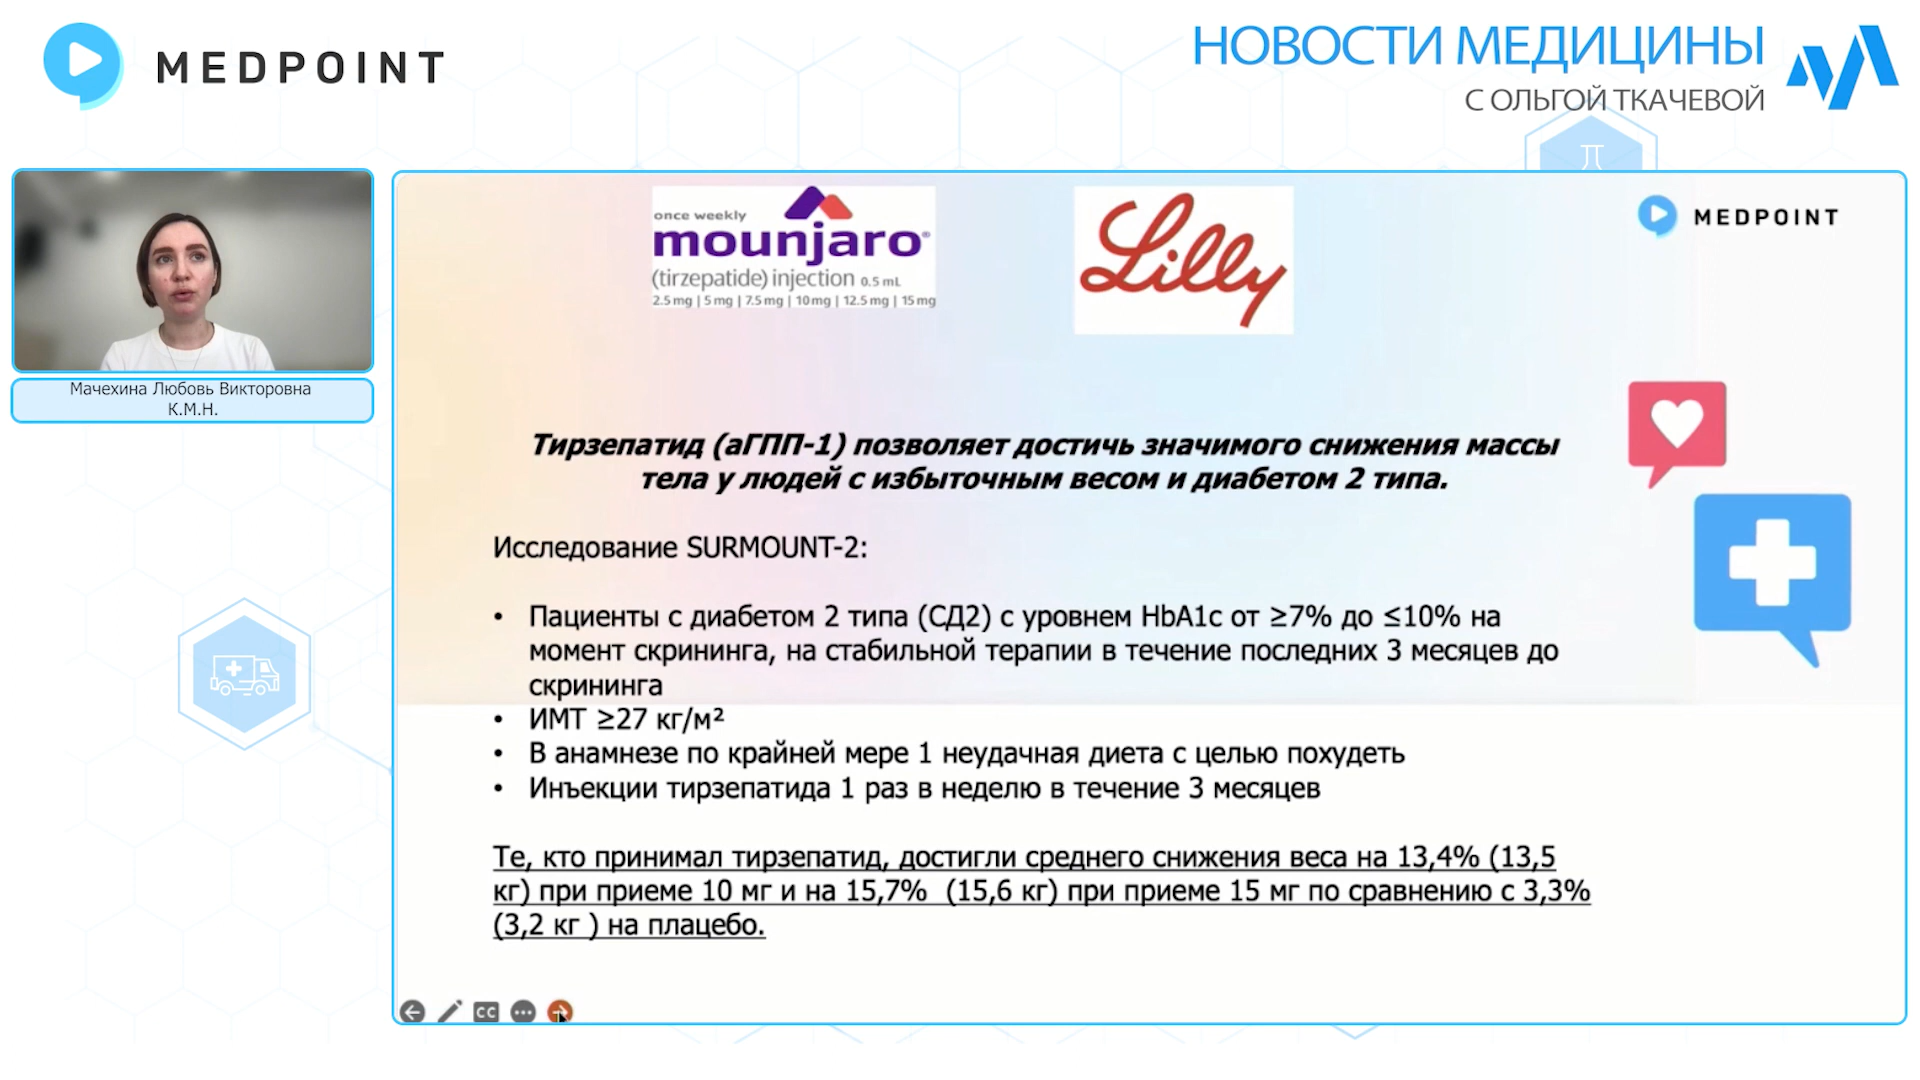 MEDPOINT
НОВОСТИ МЕДИЦИНЫ
С ОЛЬГОЙ ТКАЧЕВОЙ
Мачехина Любовь Викторовна
К.М.Н.
once weekly
mounjaro®
(tirzepatide) injection 0.5 mL
2.5 mg | 5 mg | 7.5 mg | 10 mg | 12.5 mg | 15 mg
Lilly
MEDPOINT
Тирзепатид (аГПП-1) позволяет достичь значимого снижения массы
тела у людей с избыточным весом и диабетом 2 типа.
Исследование SURMOUNT-2:
• Пациенты с диабетом 2 типа (СД2) с уровнем HbA1c от ≥7% до ≤10% на
момент скрининга, на стабильной терапии в течение последних 3 месяцев до
скрининга
• ИМТ ≥27 кг/м²
• В анамнезе по крайней мере 1 неудачная диета с целью похудеть
• Инъекции тирзепатида 1 раз в неделю в течение 3 месяцев
Те, кто принимал тирзепатид, достигли среднего снижения веса на 13,4% (13,5
кг) при приеме 10 мг и на 15,7% (15,6 кг) при приеме 15 мг по сравнению с 3,3%
(3,2 кг ) на плацебо.
CC